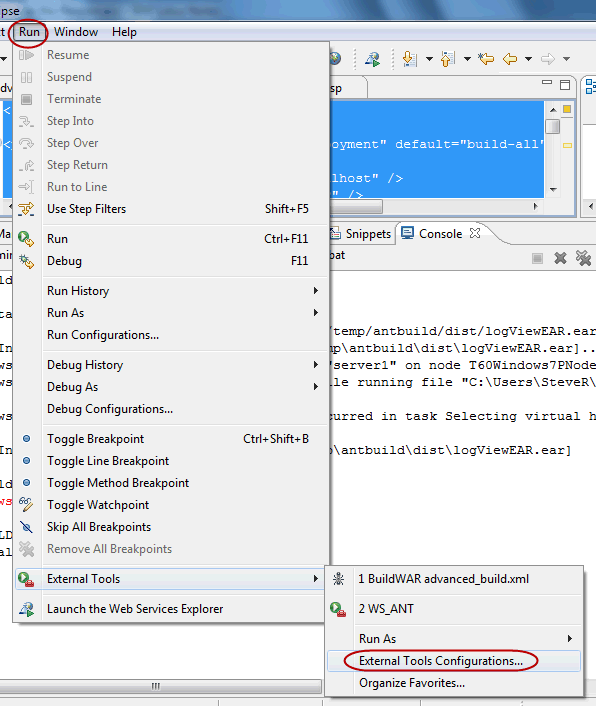 pse
Run Window Help
Resume
Suspend
Terminate
Step Into
Step Over
Step Return
Run to Line
Use Step Filters Shift+F5
Run Ctrl+F11
Debug F11
Run History
Run As
Run Configurations...
Debug History
Debug As
Debug Configurations...
Toggle Breakpoint Ctrl+Shift+B
Toggle Line Breakpoint
Toggle Method Breakpoint
Toggle Watchpoint
Skip All Breakpoints
Remove All Breakpoints
External Tools
Launch the Web Services Explorer
1 BuildWAR advanced_build.xml
2 WS_ANT
Run As
External Tools Configurations...
Organize Favorites...
sp
oyment" default="build-all"
lhost" />
" />
Snippets Console
bat
/temp/antbuild/dist/logViewEAR.ear
mp\antbuild\dist\logViewEAR.ear]..
"server1" on node T60Windows7PNode
le running file "C:\Users\SteveR\
curred in task Selecting virtual h
p\antbuild\dist\logViewEAR.ear]